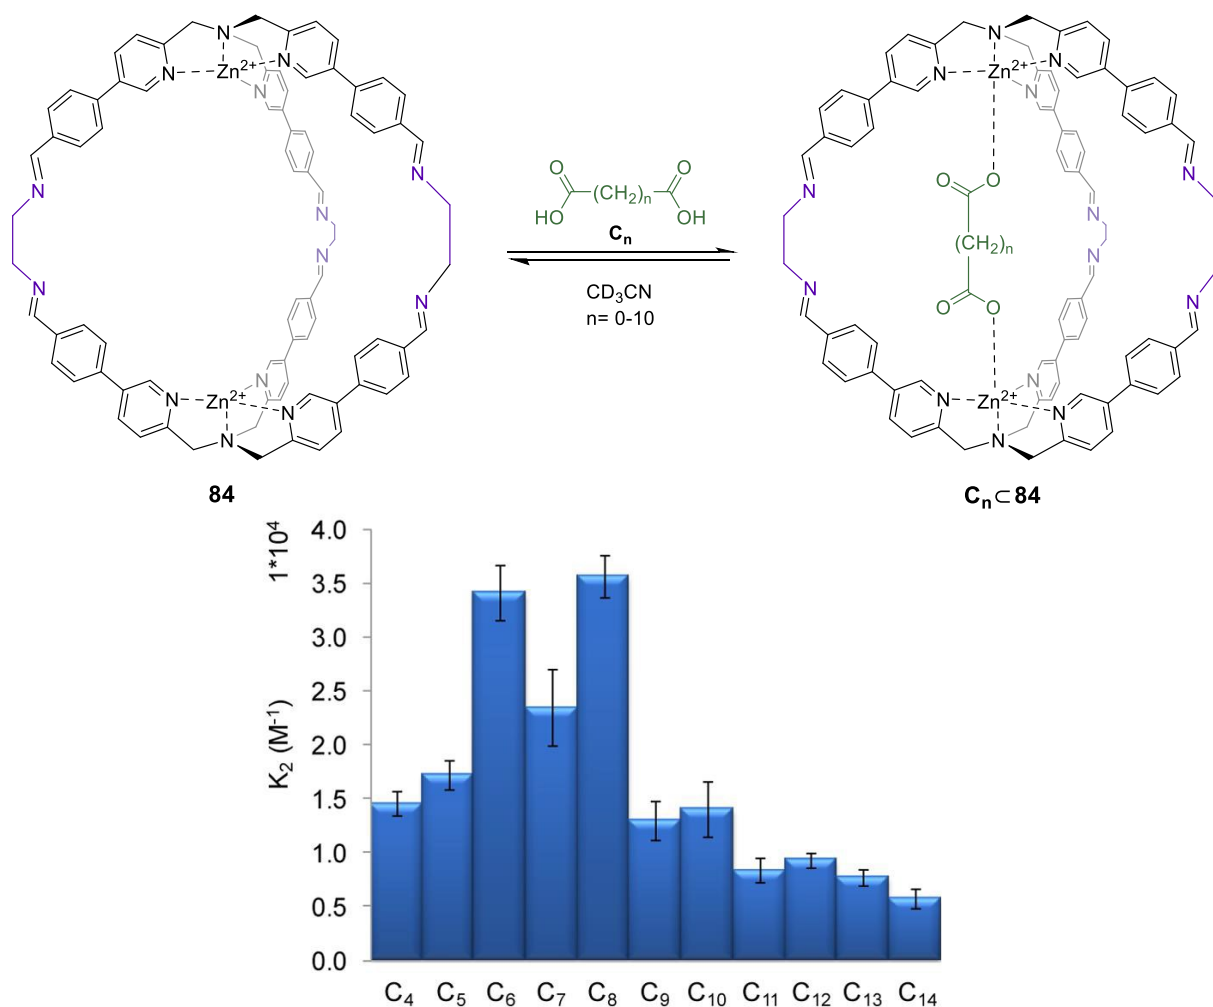 N N
Zn2+ Zn2+
N N N N
N N
O O
HO (CH2)n OH
Cn
CD3CN
n= 0-10
N N N N
N N N N
N N N N
O O
(CH2)n
O O
N N
N N
Zn2+ N Zn2+ N
N N
84
Cn⊂84
1*10^4
K2 (M-1)
4.0
3.5
3.0
2.5
2.0
1.5
1.0
0.5
0.0
C4 C5 C6 C7 C8 C9 C10 C11 C12 C13 C14